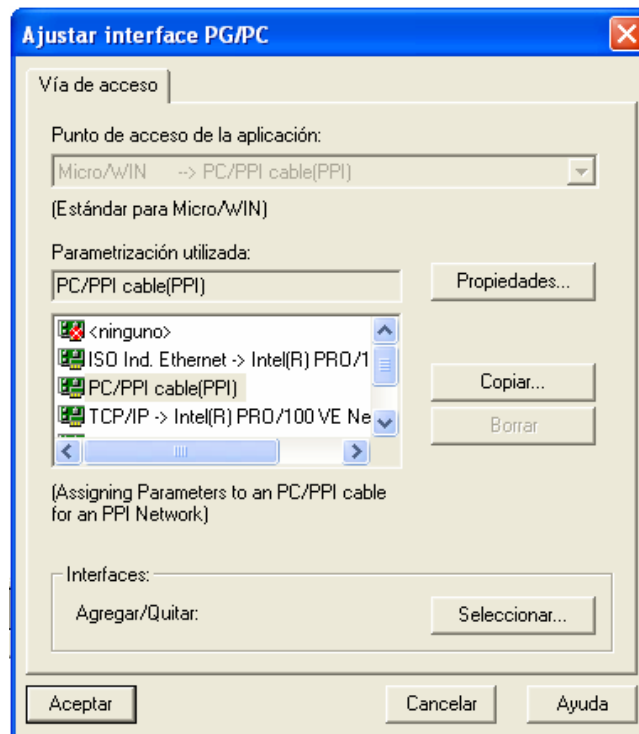 Ajustar interface PG/PC
Vía de acceso
Punto de acceso de la aplicación:
Micro/WIN --> PC/PPI cable(PPI)
(Estándar para Micro/WIN)
Parametrización utilizada:
PC/PPI cable(PPI)
Propiedades...
<ninguno>
ISO Ind. Ethernet -> Intel(R) PRO/1
PC/PPI cable(PPI)
TCP/IP -> Intel(R) PRO/100 VE Ne
Copiar...
Borrar
(Assigning Parameters to an PC/PPI cable
for an PPI Network)
Interfaces:
Agregar/Quitar:
Seleccionar...
Aceptar
Cancelar
Ayuda